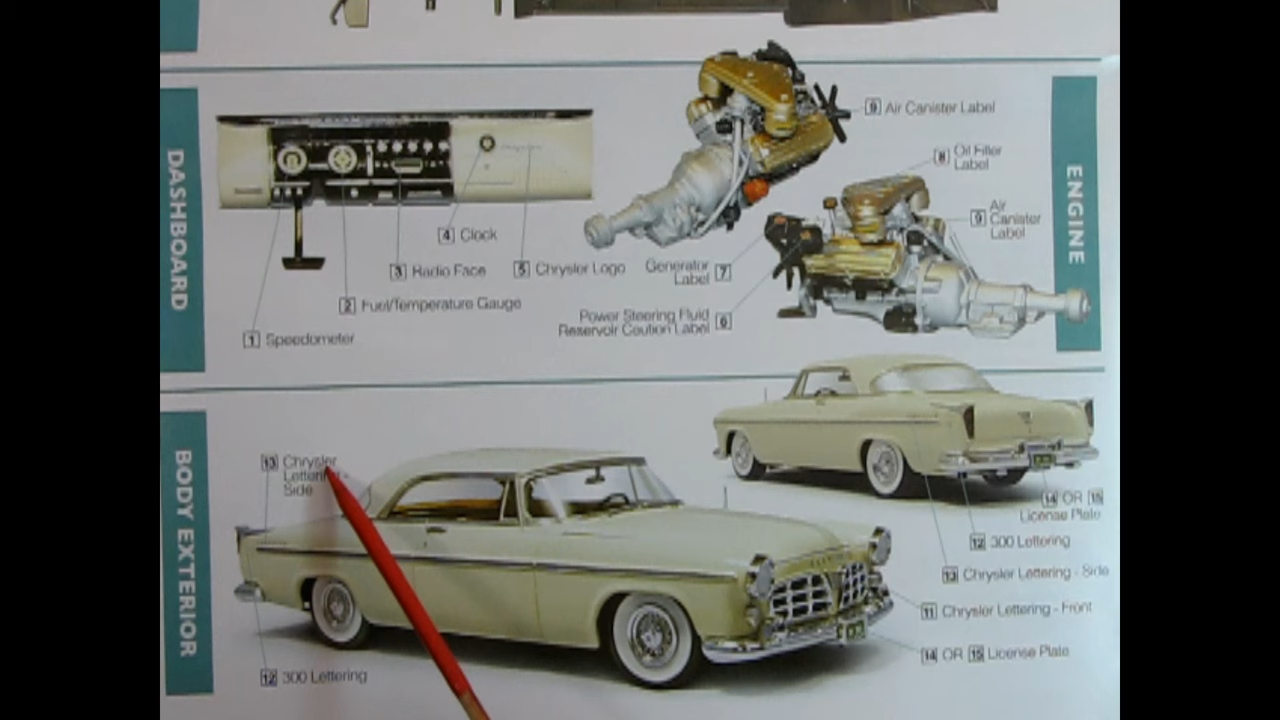 DASHBOARD
1 Speedometer
2 Fuel/Temperature Gauge
3 Radio Face
4 Clock
5 Chrysler Logo
ENGINE
9 Air Canister Label
8 Oil Filler
Label
9 Air
Canister
Label
Generator
Label 7
Power Steering Fluid
Reservoir Caution Label 6
BODY EXTERIOR
13 Chrysler
Lettering -
Side
12 300 Lettering
14 OR 15
License Plate
12 300 Lettering
13 Chrysler Lettering - Side
11 Chrysler Lettering - Front
14 OR 15 License Plate